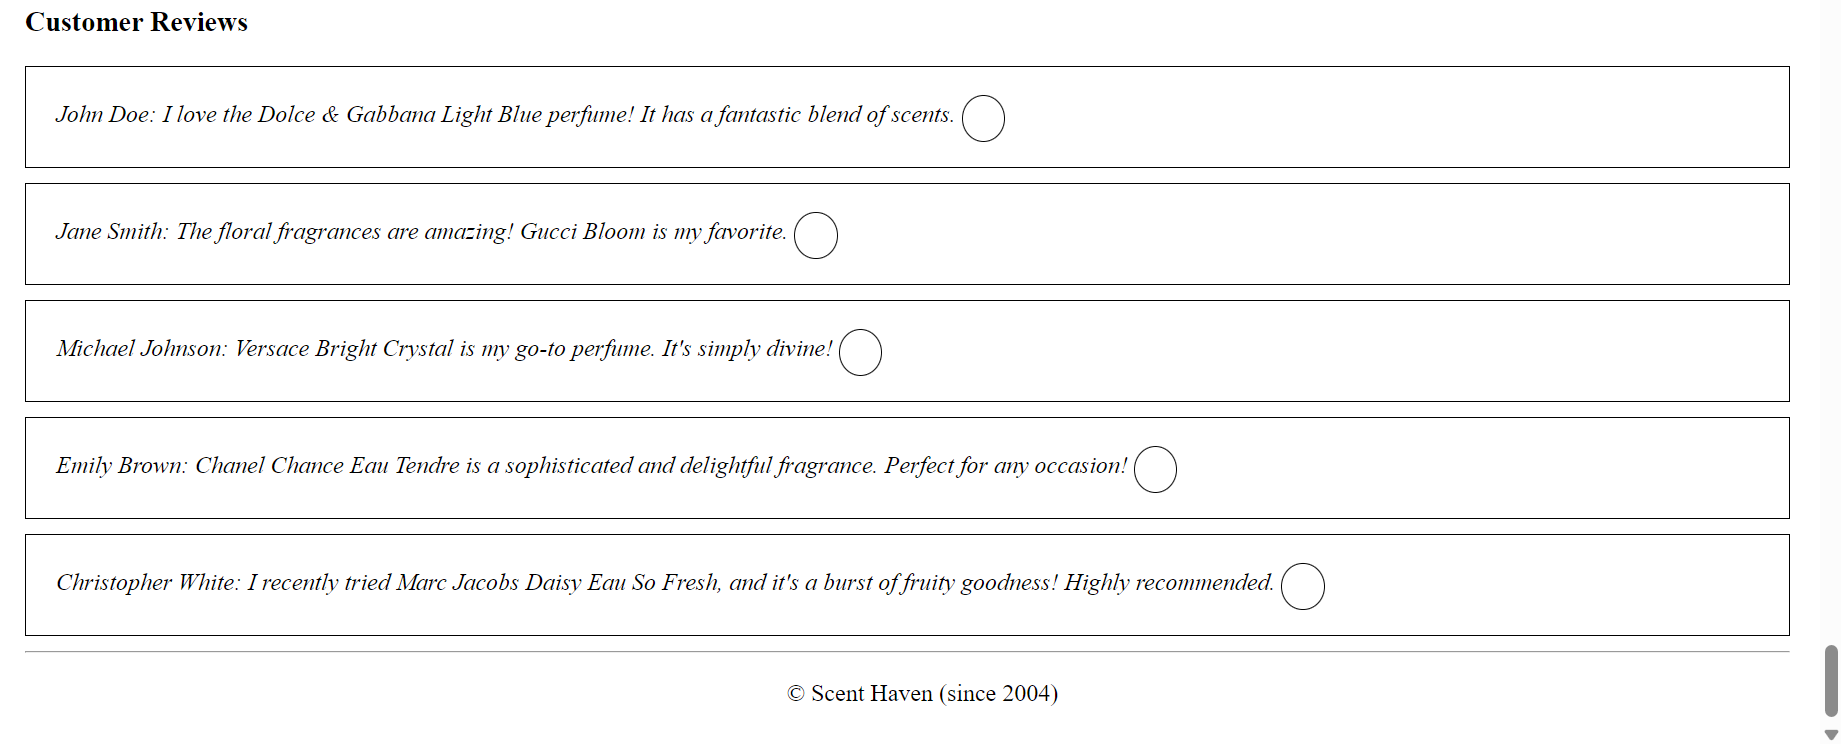 Customer Reviews
John Doe: I love the Dolce & Gabbana Light Blue perfume! It has a fantastic blend of scents.
Jane Smith: The floral fragrances are amazing! Gucci Bloom is my favorite.
Michael Johnson: Versace Bright Crystal is my go-to perfume. It's simply divine!
Emily Brown: Chanel Chance Eau Tendre is a sophisticated and delightful fragrance. Perfect for any occasion!
Christopher White: I recently tried Marc Jacobs Daisy Eau So Fresh, and it's a burst of fruity goodness! Highly recommended.
© Scent Haven (since 2004)